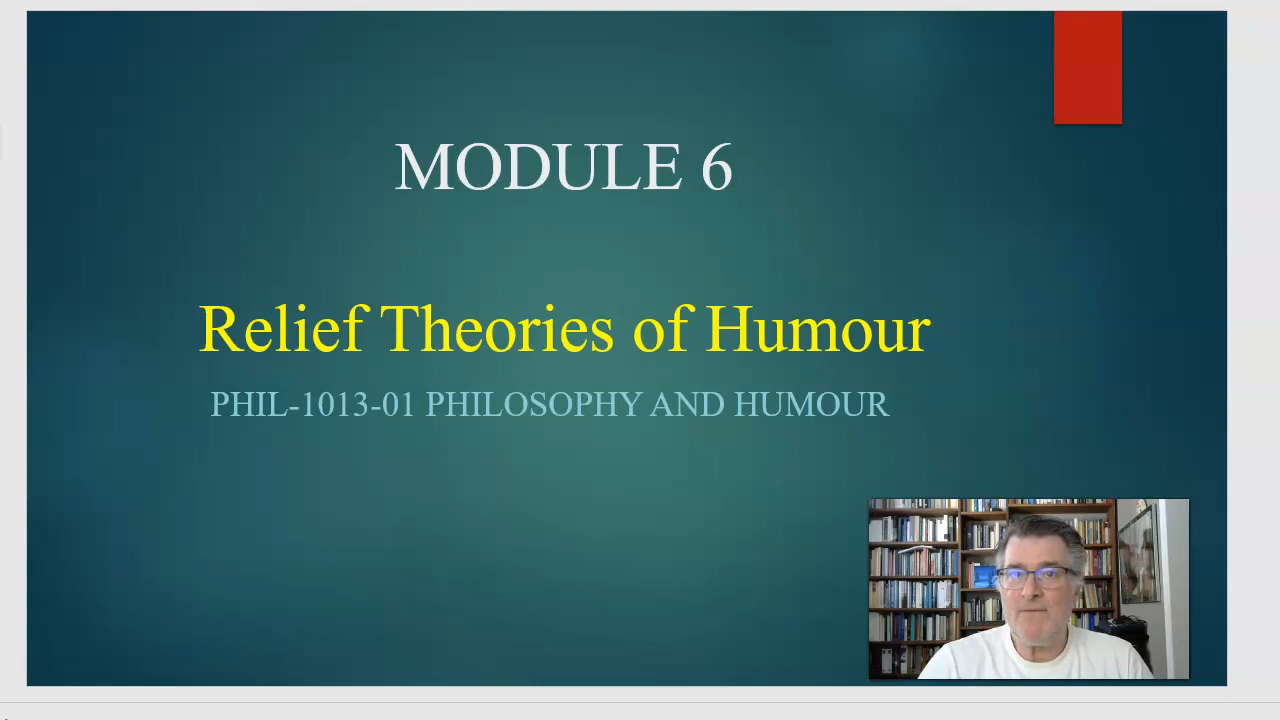 MODULE 6
Relief Theories of Humour
PHIL-1013-01 PHILOSOPHY AND HUMOUR